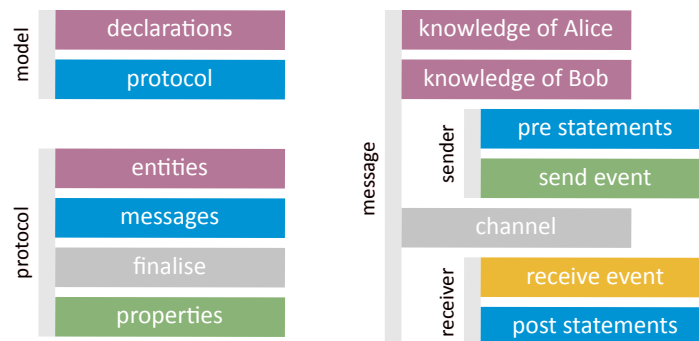 model
declarations
protocol
protocol
entities
messages
finalise
properties
message
knowledge of Alice
knowledge of Bob
sender
pre statements
send event
channel
receiver
receive event
post statements